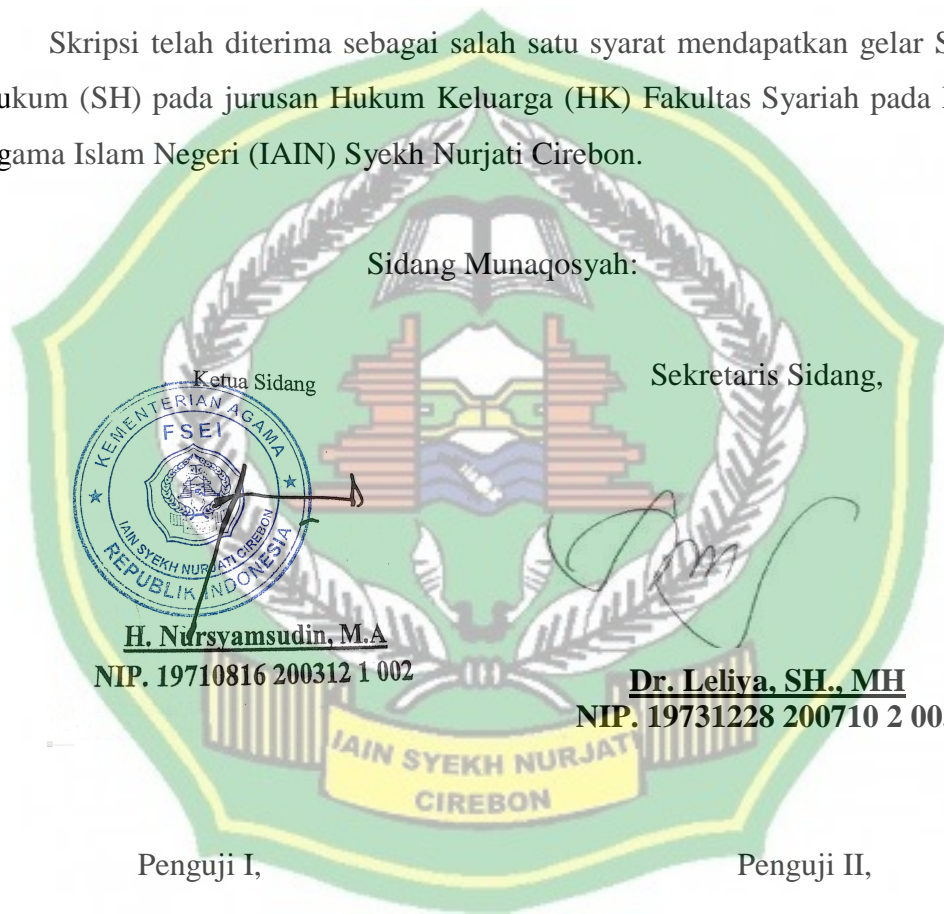 Skripsi telah diterima sebagai salah satu syarat mendapatkan gelar S
ukum (SH) pada jurusan Hukum Keluarga (HK) Fakultas Syariah pada
gama Islam Negeri (IAIN) Syekh Nurjati Cirebon.
Sidang Munaqosyah:
Ketua Sidang
Sekretaris Sidang,
KEMENTERIAN AGAMA
FSEI
IAIN SYEKH NURJATI CIREBON
REPUBLIK INDONESIA
H. Nursyamsudin, M.A
NIP. 19710816 200312 1 002
Dr. Leliya, SH., MH
NIP. 19731228 200710 2 00
IAIN SYEKH NURJATI
CIREBON
Penguji I,
Penguji II,